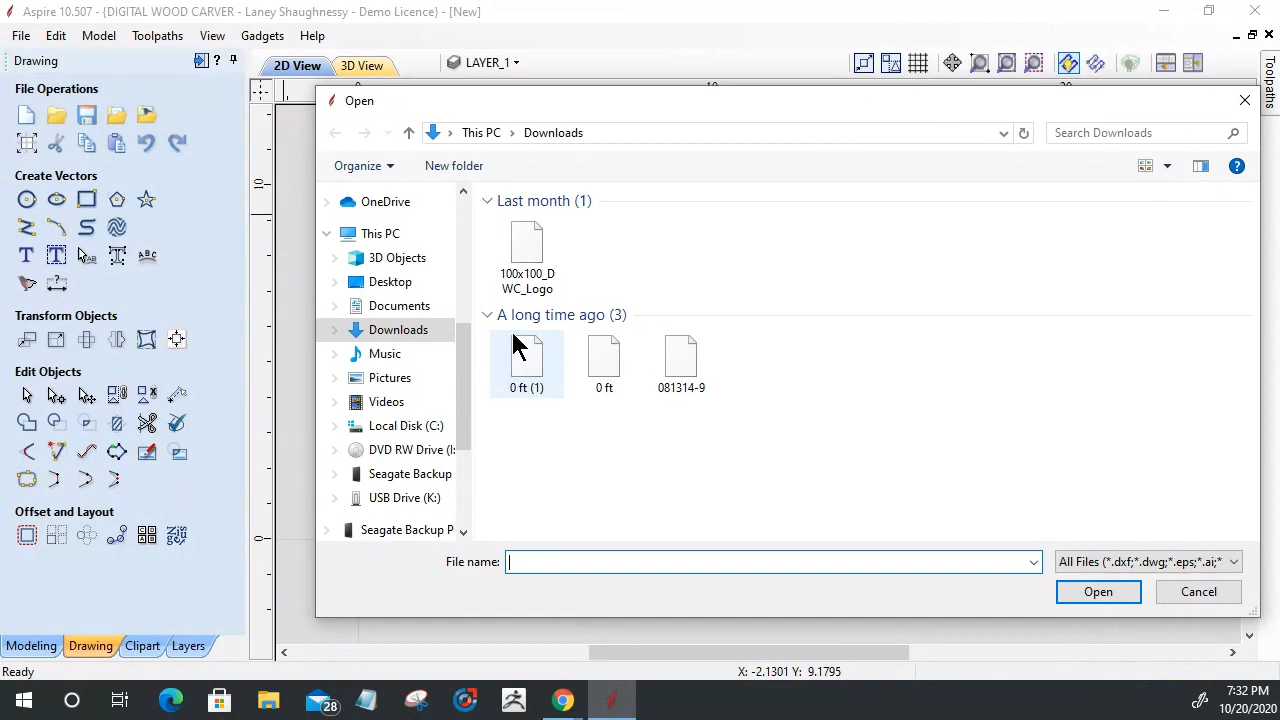 Aspire 10.507 - {DIGITAL WOOD CARVER - Laney Shaughnessy - Demo Licence} - [New]
File Edit Model Toolpaths View Gadgets Help
Drawing
2D View 3D View LAYER_1
Toolpaths
File Operations
Create Vectors
Transform Objects
Edit Objects
Offset and Layout
Modeling Drawing Clipart Layers
Ready
X: -2.1301 Y: 9.1795
10
0
0
10
20
Open
This PC > Downloads
Search Downloads
Organize New folder
OneDrive
This PC
3D Objects
Desktop
Documents
Downloads
Music
Pictures
Videos
Local Disk (C:)
DVD RW Drive (I:
Seagate Backup
USB Drive (K:)
Seagate Backup P
Last month (1)
100x100_D
WC_Logo
A long time ago (3)
0 ft (1) 0 ft 081314-9
File name:
All Files (*.dxf;*.dwg;*.eps;*.ai;*
Open Cancel
28
7:32 PM
10/20/2020